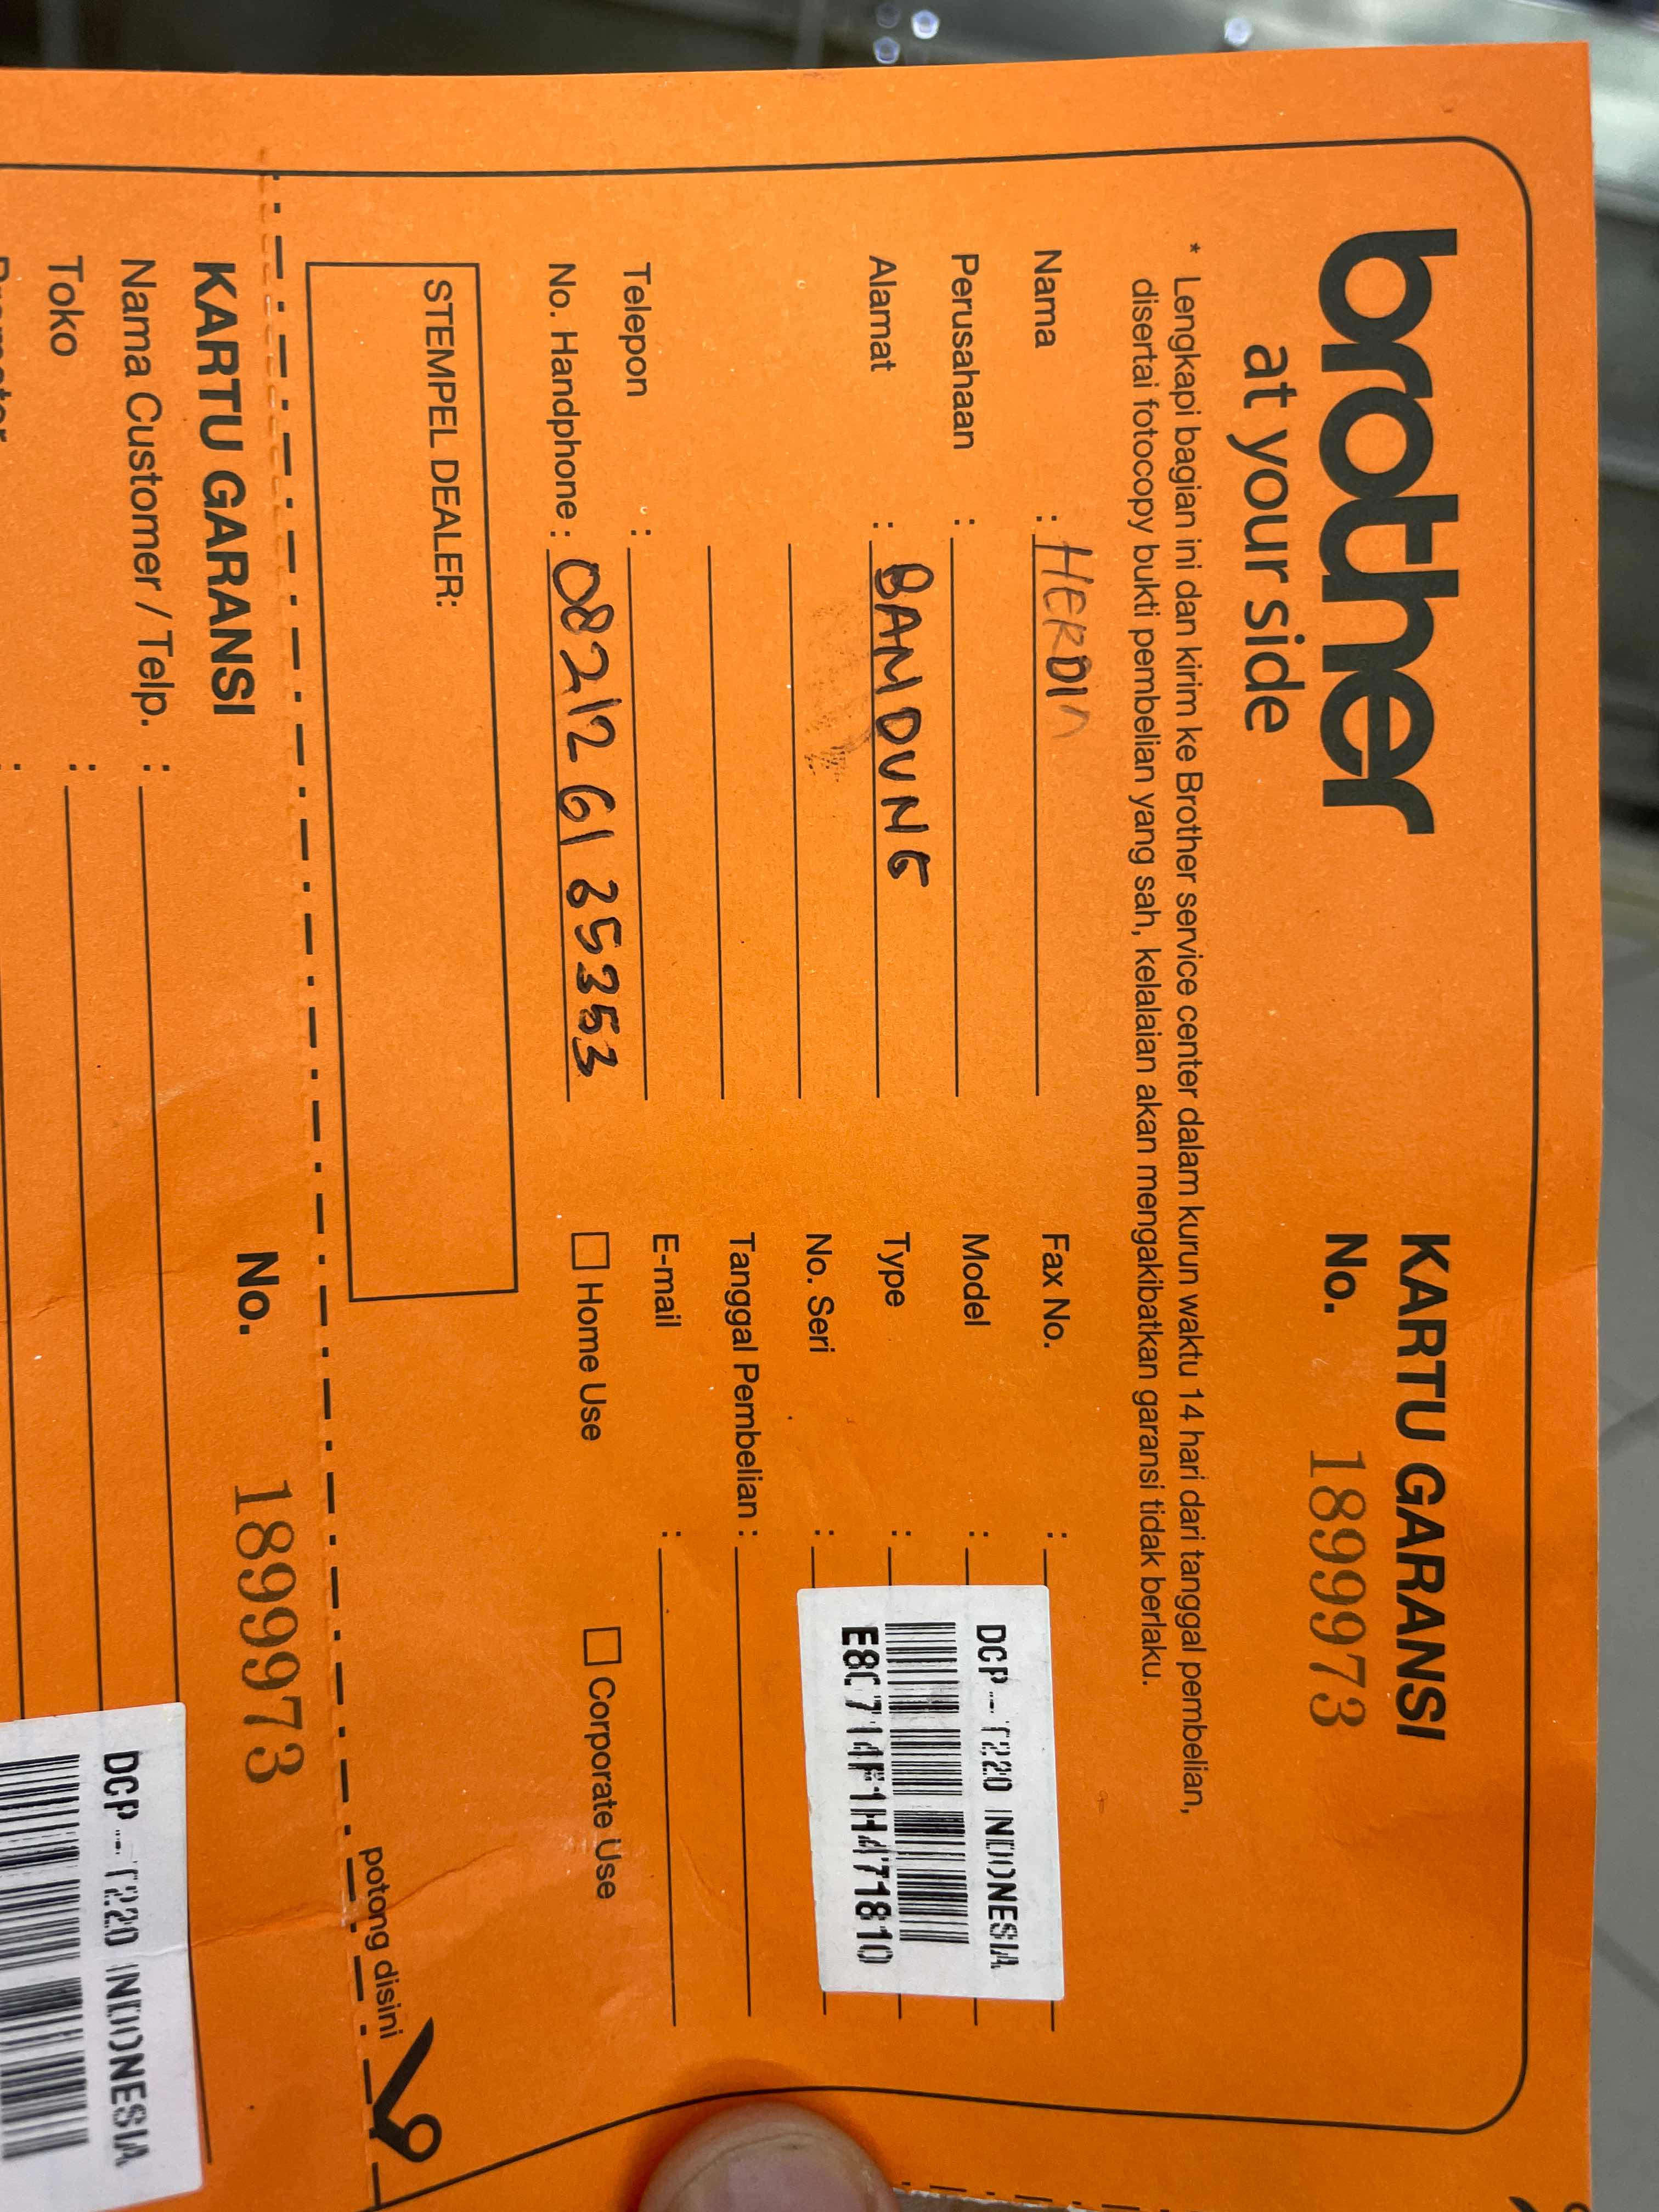 brother
at your side
KARTU GARANSI
No. 1899973
* Lengkapi bagian ini dan kirim ke Brother service center dalam kurun waktu 14 hari dari tanggal pembelian,
disertai fotocopy bukti pembelian yang sah, kelalaian akan mengakibatkan garansi tidak berlaku.
Nama : HERDIN
Perusahaan :
Alamat : BAMDUNG
Telepon :
No. Handphone : 0821261 35353
Fax No. :
Model :
Type :
No. Seri :
DCP-T220 INDONESIA
E8C714F1H471810
Tanggal Pembelian :
E-mail :
Home Use
Corporate Use
STEMPEL DEALER:
potong disini
KARTU GARANSI
No. 1899973
Nama Customer / Telp. :
Toko :
DCP-T220 INDONESIA